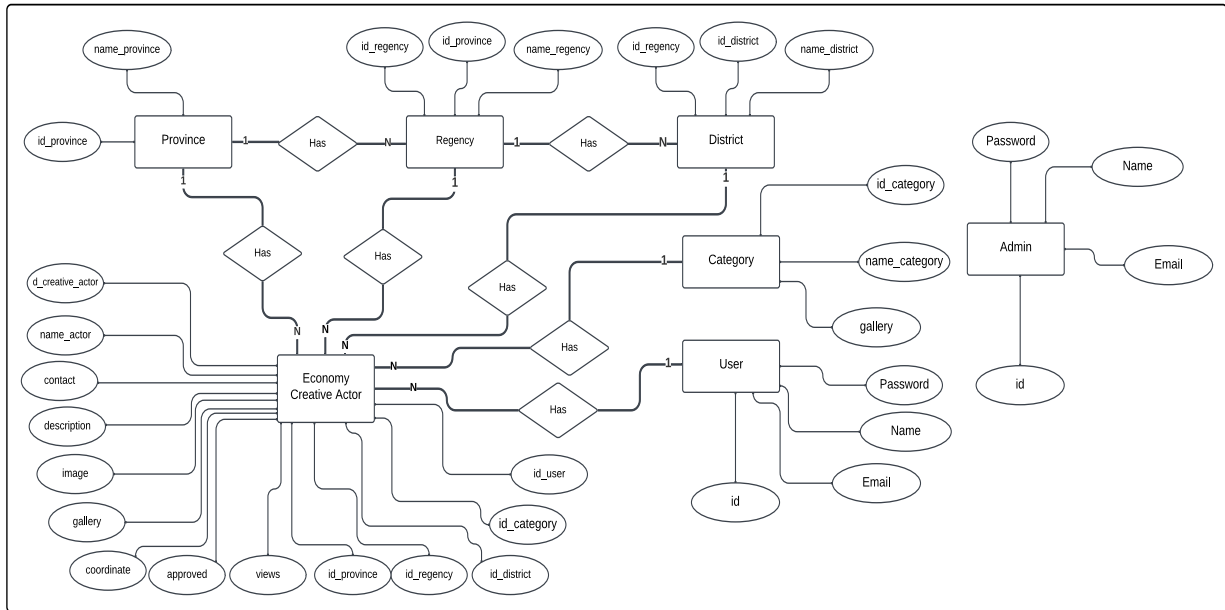 name_province
id_regency
id_province
name_regency
id_regency
id_district
name_district
id_province
Province
1
Has
N
Regency
1
Has
N
District
Password
Name
1
1
1
id_category
Admin
Has
Has
Category
1
name_category
Email
d_creative_actor
Has
name_actor
N
N
N
Has
gallery
id
contact
Economy
Creative Actor
N
N
1
User
Password
description
Has
Name
image
id_user
Email
gallery
id_category
id
coordinate
approved
views
id_province
id_regency
id_district